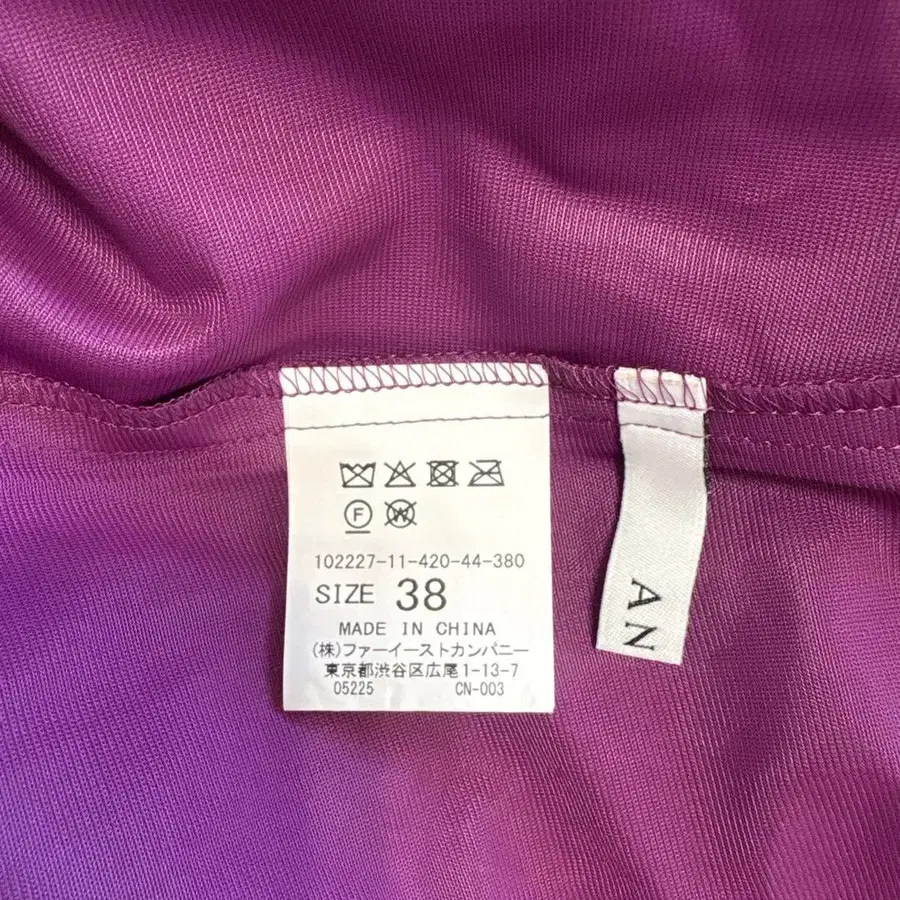 F W
102227-11-420-44-380
SIZE 38
MADE IN CHINA
(株)ファーイーストカンパニー
東京都渋谷区広尾1-13-7
05225 CN-003
AN